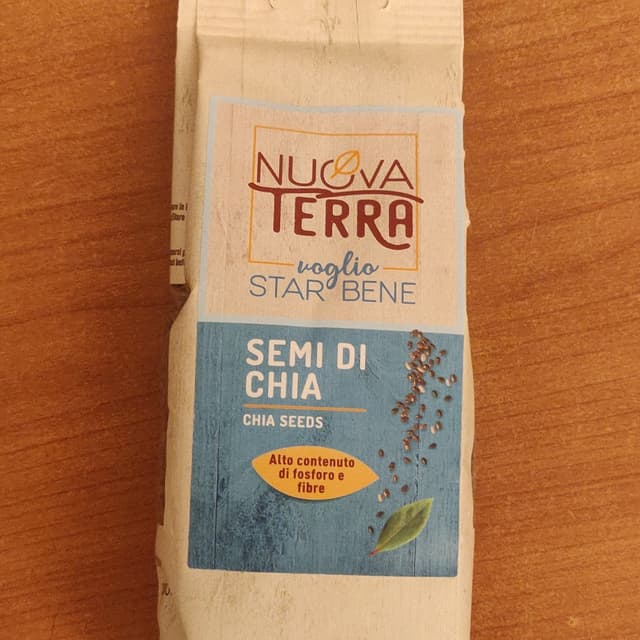 NUOVA
TERRA
voglio
STAR BENE
SEMI DI
CHIA
CHIA SEEDS
Alto contenuto
di fosforo e
fibre